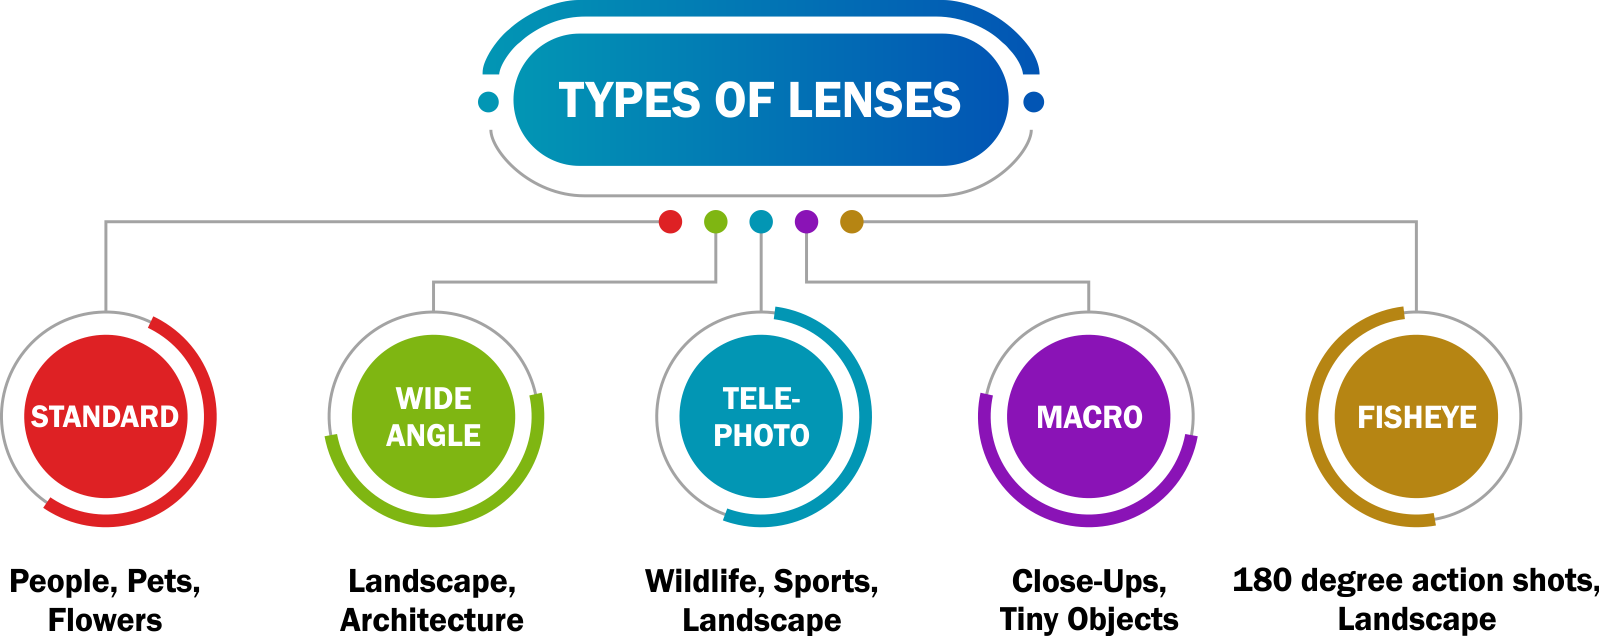 TYPES OF LENSES
STANDARD
People, Pets,
Flowers
WIDE
ANGLE
Landscape,
Architecture
TELE-
PHOTO
Wildlife, Sports,
Landscape
MACRO
Close-Ups,
Tiny Objects
FISHEYE
180 degree action shots,
Landscape